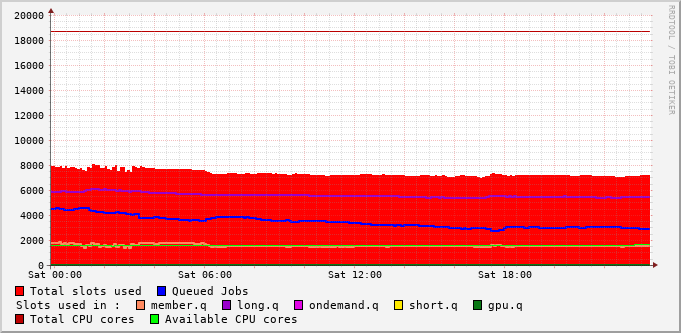 20000
18000
16000
14000
12000
10000
8000
6000
4000
2000
0
Sat 00:00 Sat 06:00 Sat 12:00 Sat 18:00
Total slots used Queued Jobs
Slots used in : member.q long.q ondemand.q short.q gpu.q
Total CPU cores Available CPU cores
RRDTOOL / TOBI OETIKER